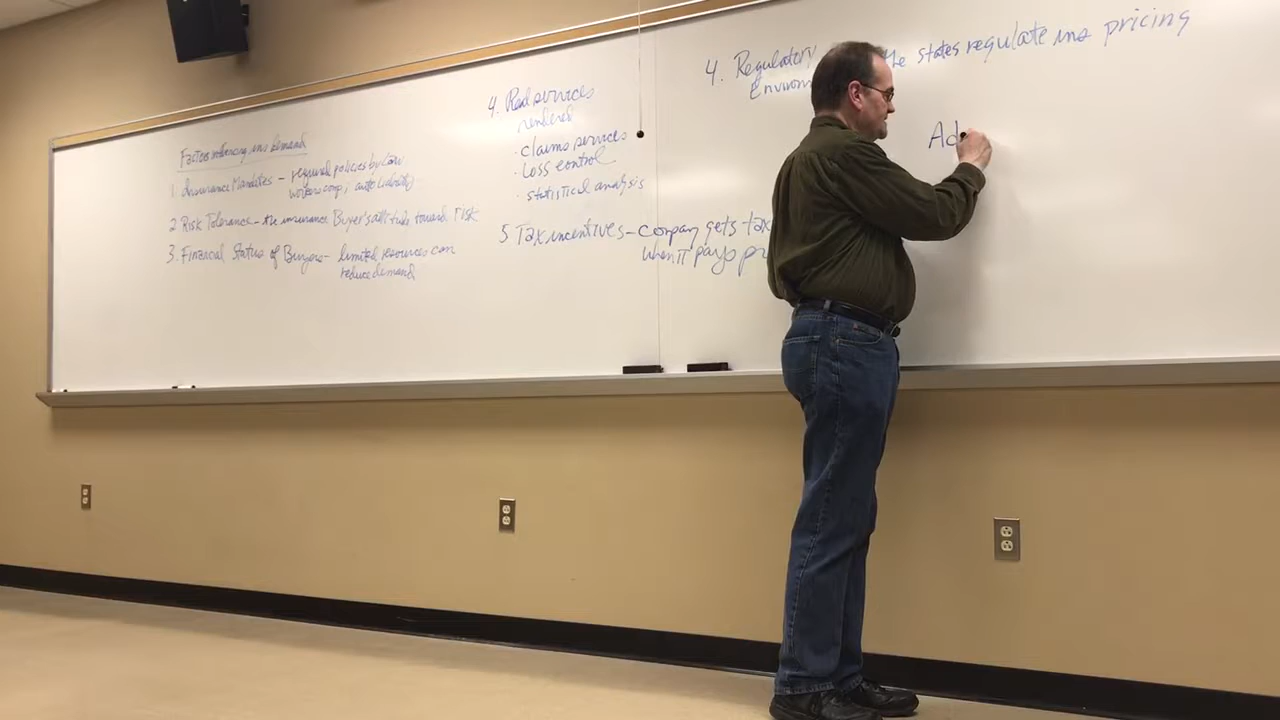 Factors influencing ins demand
1. Insurance Mandates - required policies by law
workers comp, auto liability
2 Risk Tolerance - the insurance Buyer's attitude toward risk
3. Financial Status of Buyers - limited resources can
reduce demand
4. Real services
rendered
· claims services
· Loss control
· statistical analysis
5 Tax incentives - company gets tax
when it pays pr
4. Regulatory the states regulate ins pricing
Environm
Ad